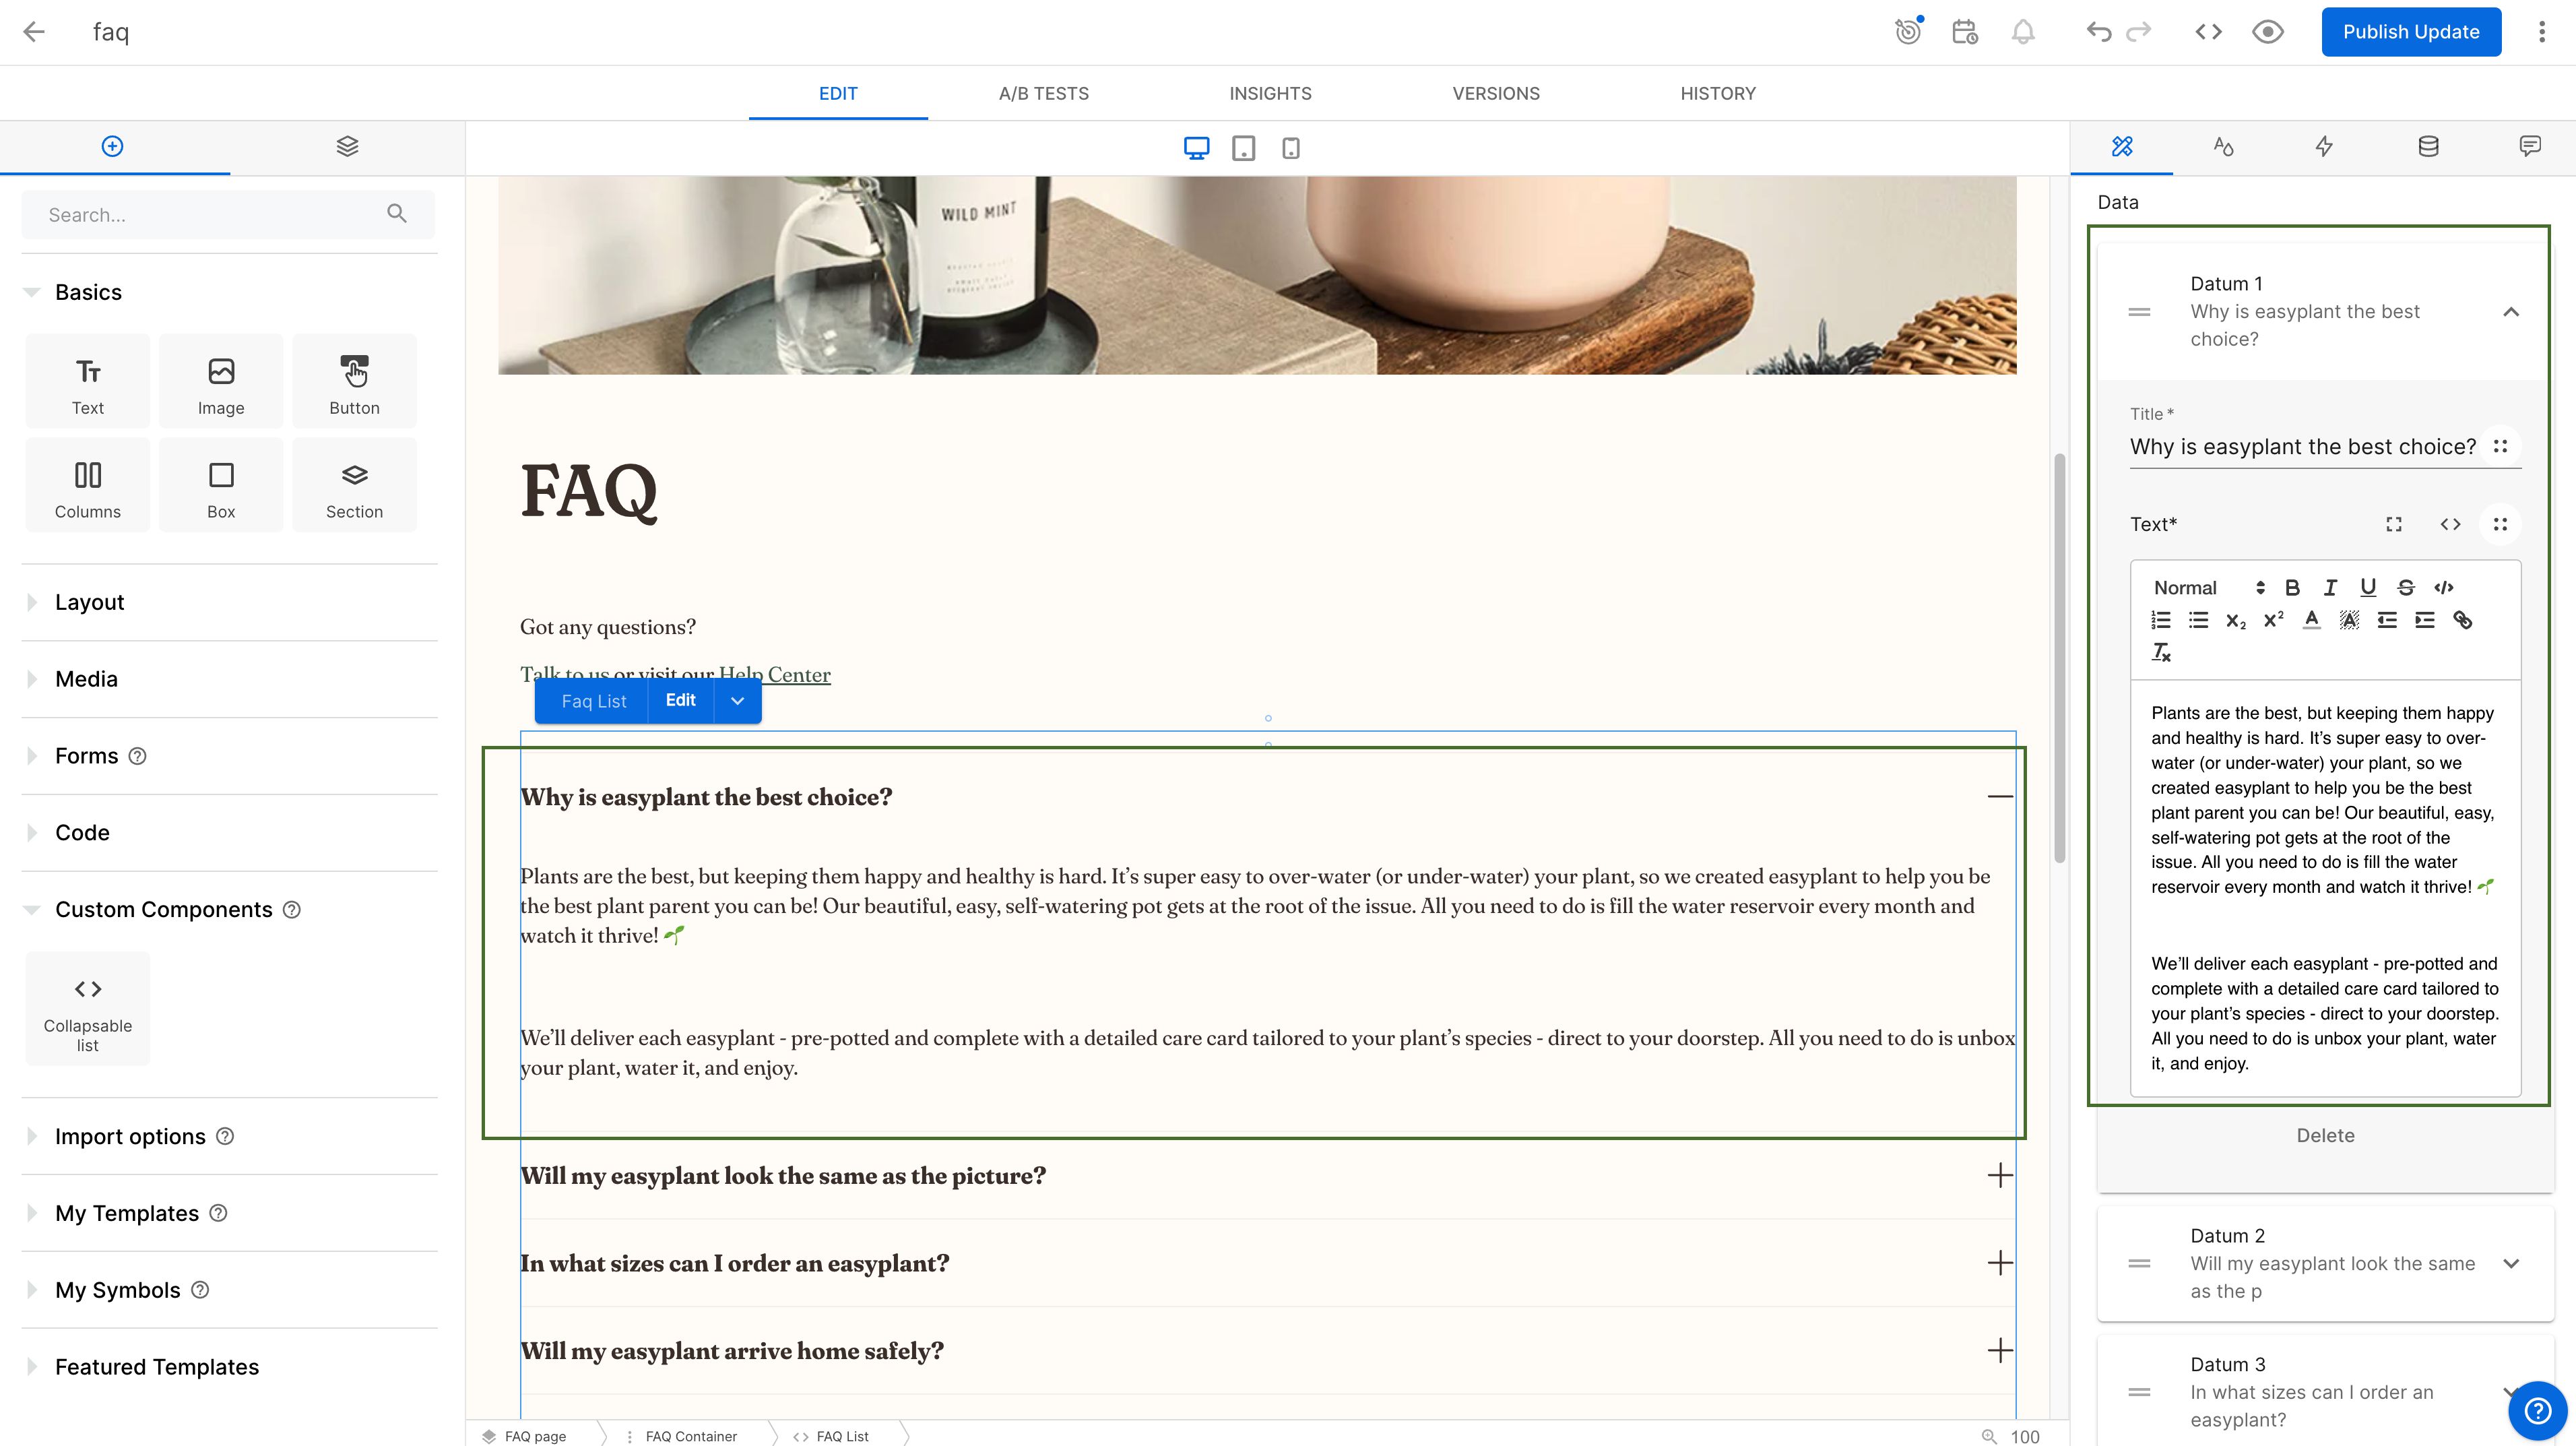 faq
Publish Update
EDIT
A/B TESTS
INSIGHTS
VERSIONS
HISTORY
Search...
Basics
Text
Image
Button
Columns
Box
Section
Layout
Media
Forms
Code
Custom Components
Collapsable
list
Import options
My Templates
My Symbols
Featured Templates
WILD MINT
FAQ
Got any questions?
Talk to us or visit our Help Center
Faq List
Edit
Why is easyplant the best choice?
Plants are the best, but keeping them happy and healthy is hard. It’s super easy to over-water (or under-water) your plant, so we created easyplant to help you be
the best plant parent you can be! Our beautiful, easy, self-watering pot gets at the root of the issue. All you need to do is fill the water reservoir every month and
watch it thrive! 🌱
We’ll deliver each easyplant - pre-potted and complete with a detailed care card tailored to your plant’s species - direct to your doorstep. All you need to do is unbox
your plant, water it, and enjoy.
Will my easyplant look the same as the picture?
In what sizes can I order an easyplant?
Will my easyplant arrive home safely?
FAQ page
FAQ Container
FAQ List
100
Data
Datum 1
Why is easyplant the best
choice?
Title *
Why is easyplant the best choice?
Text*
Normal
Plants are the best, but keeping them happy
and healthy is hard. It’s super easy to over-
water (or under-water) your plant, so we
created easyplant to help you be the best
plant parent you can be! Our beautiful, easy,
self-watering pot gets at the root of the
issue. All you need to do is fill the water
reservoir every month and watch it thrive! 🌱
We’ll deliver each easyplant - pre-potted and
complete with a detailed care card tailored to
your plant’s species - direct to your doorstep.
All you need to do is unbox your plant, water
it, and enjoy.
Delete
Datum 2
Will my easyplant look the same
as the p
Datum 3
In what sizes can I order an
easyplant?